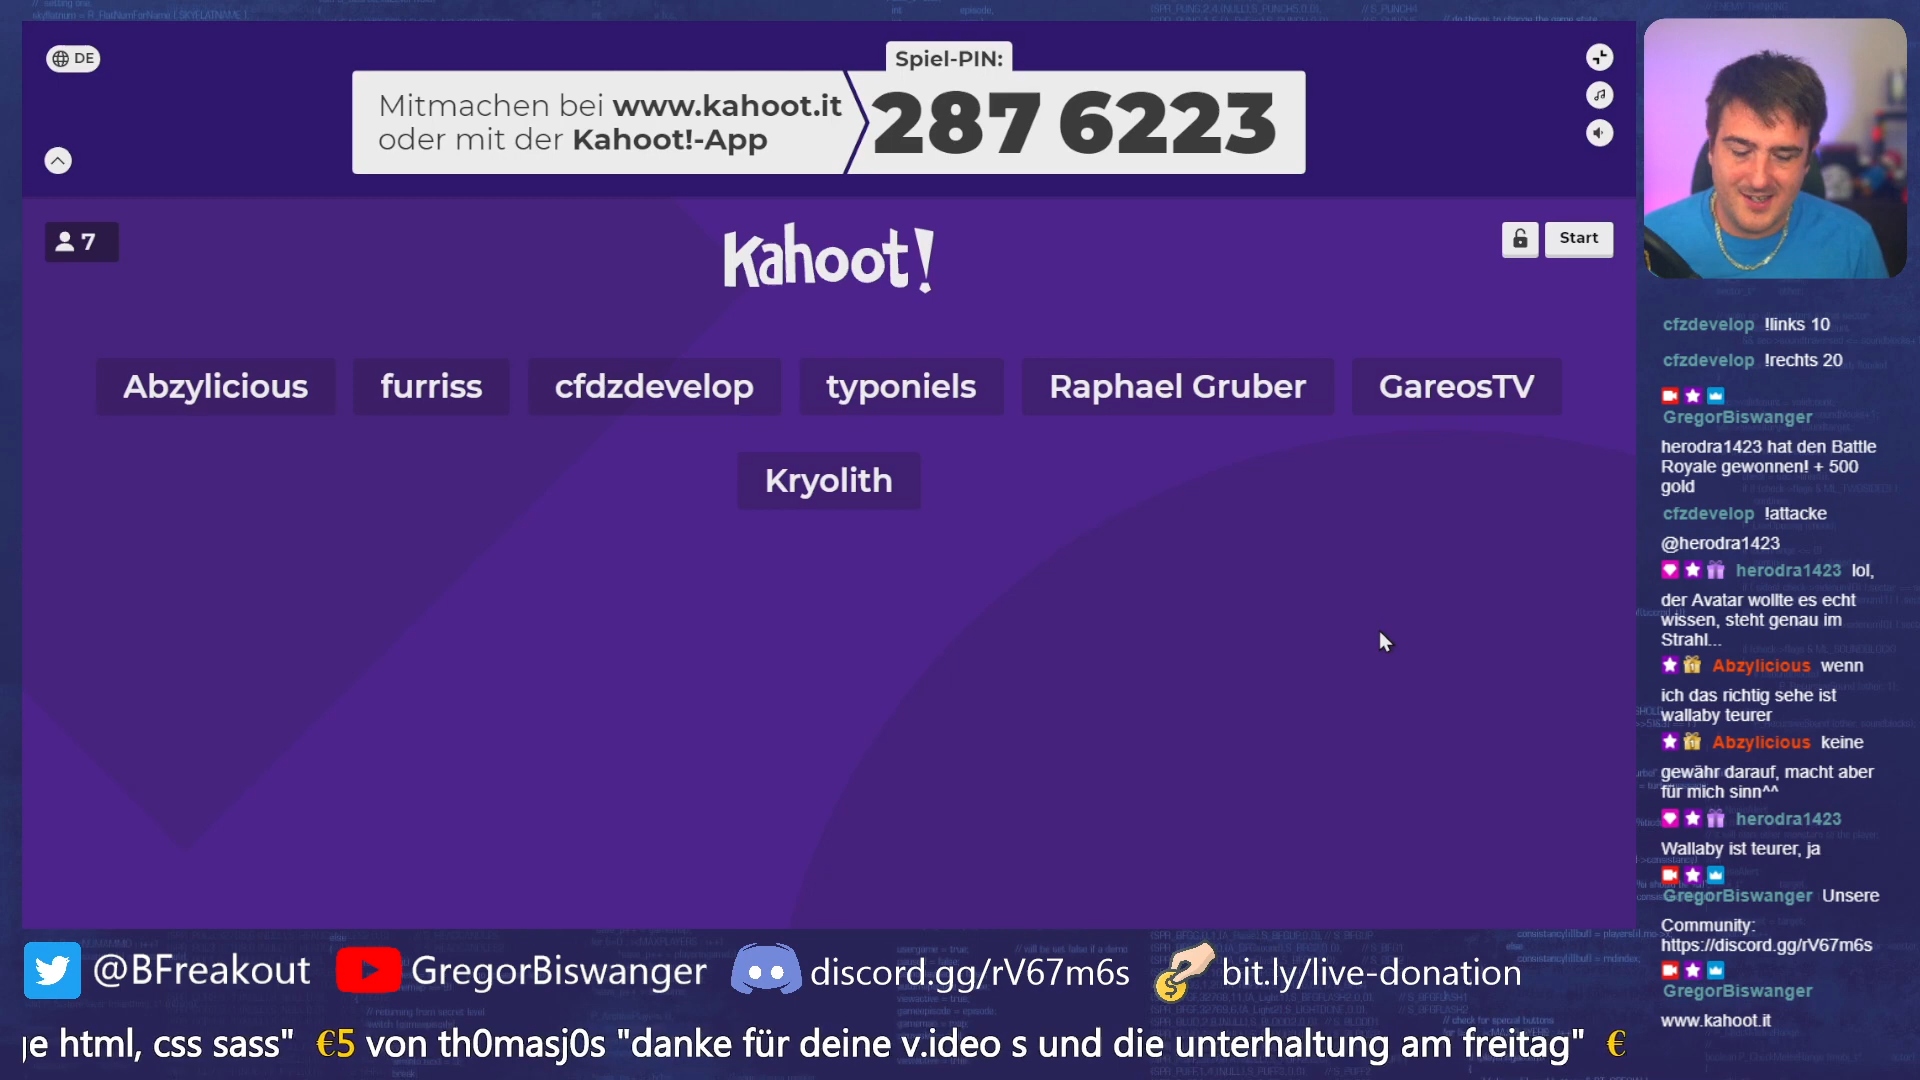 DE
Spiel-PIN:
Mitmachen bei www.kahoot.it
oder mit der Kahoot!-App
287 6223
7
Kahoot!
Start
Abzylicious furriss cfdzdevelop typoniels Raphael Gruber GareosTV
Kryolith
cfzdevelop !links 10
cfzdevelop !rechts 20
GregorBiswanger
herodra1423 hat den Battle
Royale gewonnen! + 500
gold
cfzdevelop !attacke
@herodra1423
herodra1423 lol,
der Avatar wollte es echt
wissen, steht genau im
Strahl...
Abzylicious wenn
ich das richtig sehe ist
wallaby teurer
Abzylicious keine
gewähr darauf, macht aber
für mich sinn^^
herodra1423
Wallaby ist teurer, ja
GregorBiswanger Unsere
Community:
https://discord.gg/rV67m6s
GregorBiswanger
www.kahoot.it
@BFreakout GregorBiswanger discord.gg/rV67m6s bit.ly/live-donation
je html, css sass" €5 von th0masj0s "danke für deine v.ideo s und die unterhaltung am freitag" €